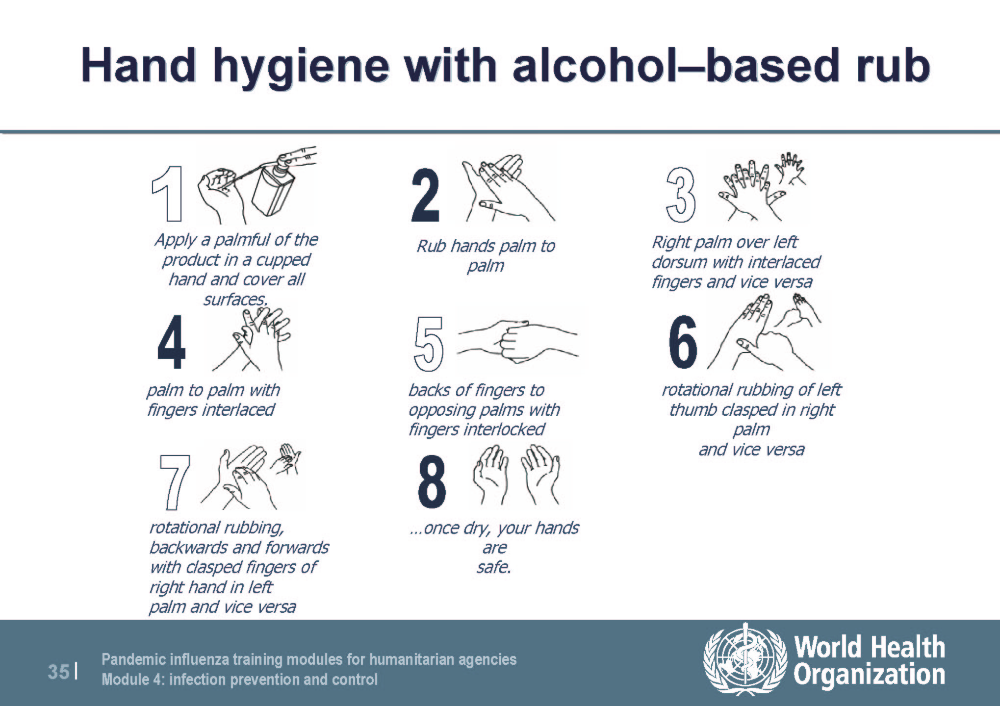 Hand hygiene with alcohol–based rub
1
Apply a palmful of the
product in a cupped
hand and cover all
surfaces.
2
Rub hands palm to
palm
3
Right palm over left
dorsum with interlaced
fingers and vice versa
4
palm to palm with
fingers interlaced
5
backs of fingers to
opposing palms with
fingers interlocked
6
rotational rubbing of left
thumb clasped in right
palm
and vice versa
7
rotational rubbing,
backwards and forwards
with clasped fingers of
right hand in left
palm and vice versa
8
…once dry, your hands
are
safe.
35 |
Pandemic influenza training modules for humanitarian agencies
Module 4: infection prevention and control
World Health
Organization